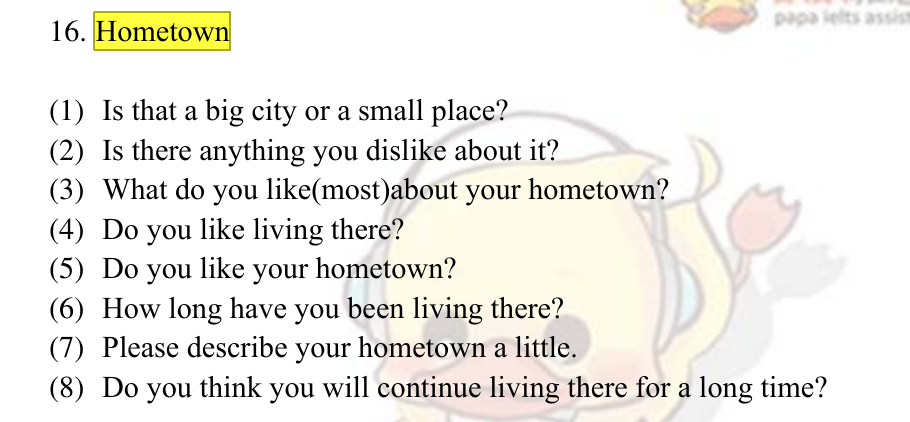 papa ielts assist
16. Hometown
(1) Is that a big city or a small place?
(2) Is there anything you dislike about it?
(3) What do you like(most)about your hometown?
(4) Do you like living there?
(5) Do you like your hometown?
(6) How long have you been living there?
(7) Please describe your hometown a little.
(8) Do you think you will continue living there for a long time?